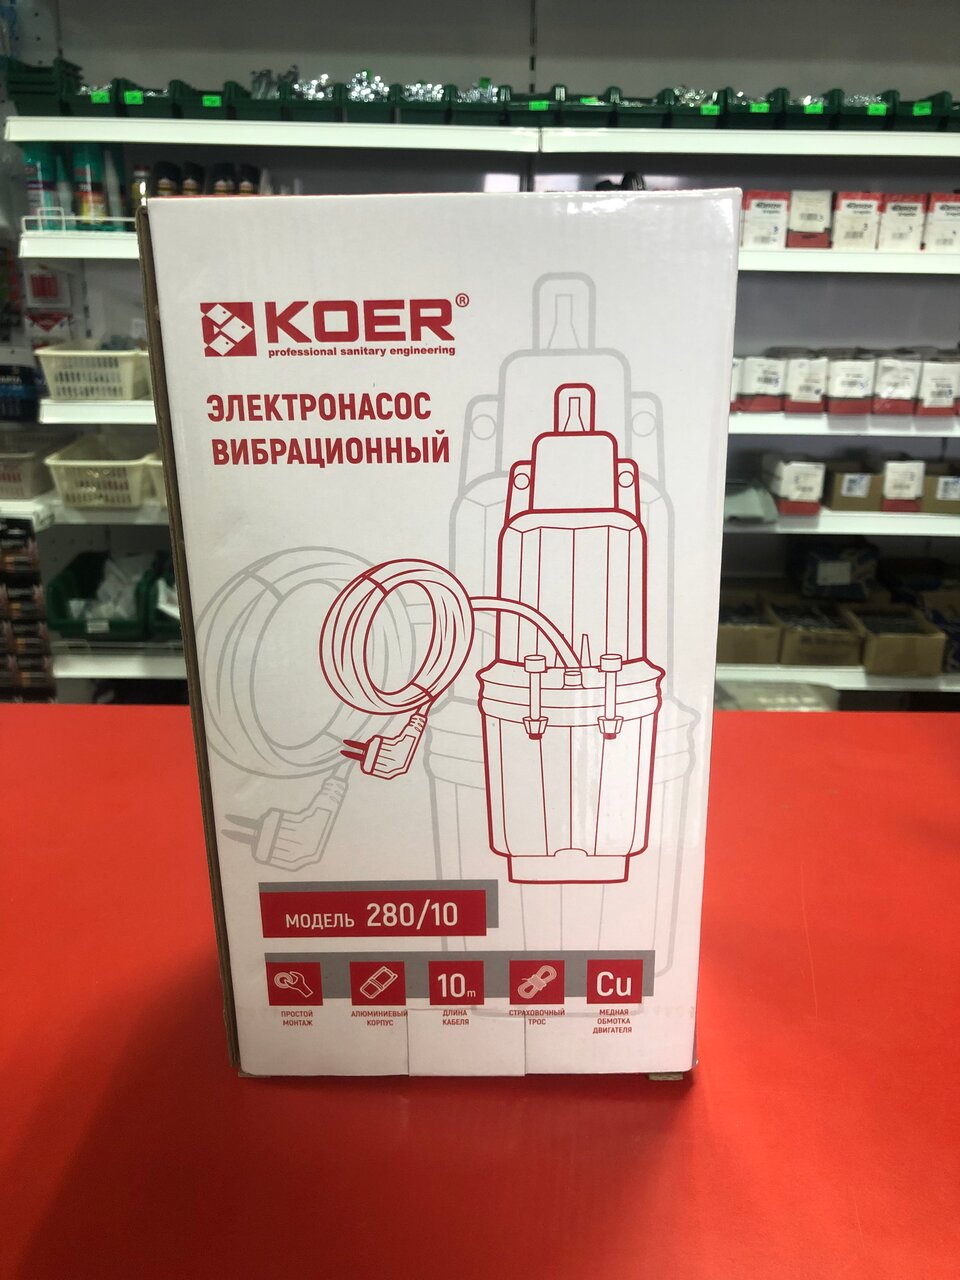 KOER®
professional sanitary engineering
ЭЛЕКТРОНАСОС
ВИБРАЦИОННЫЙ
МОДЕЛЬ 280/10
10m
Cu
ПРОСТОЙ
МОНТАЖ
АЛЮМИНИЕВЫЙ
КОРПУС
ДЛИНА
КАБЕЛЯ
СТРАХОВОЧНЫЙ
ТРОС
МЕДНАЯ
ОБМОТКА
ДВИГАТЕЛЯ